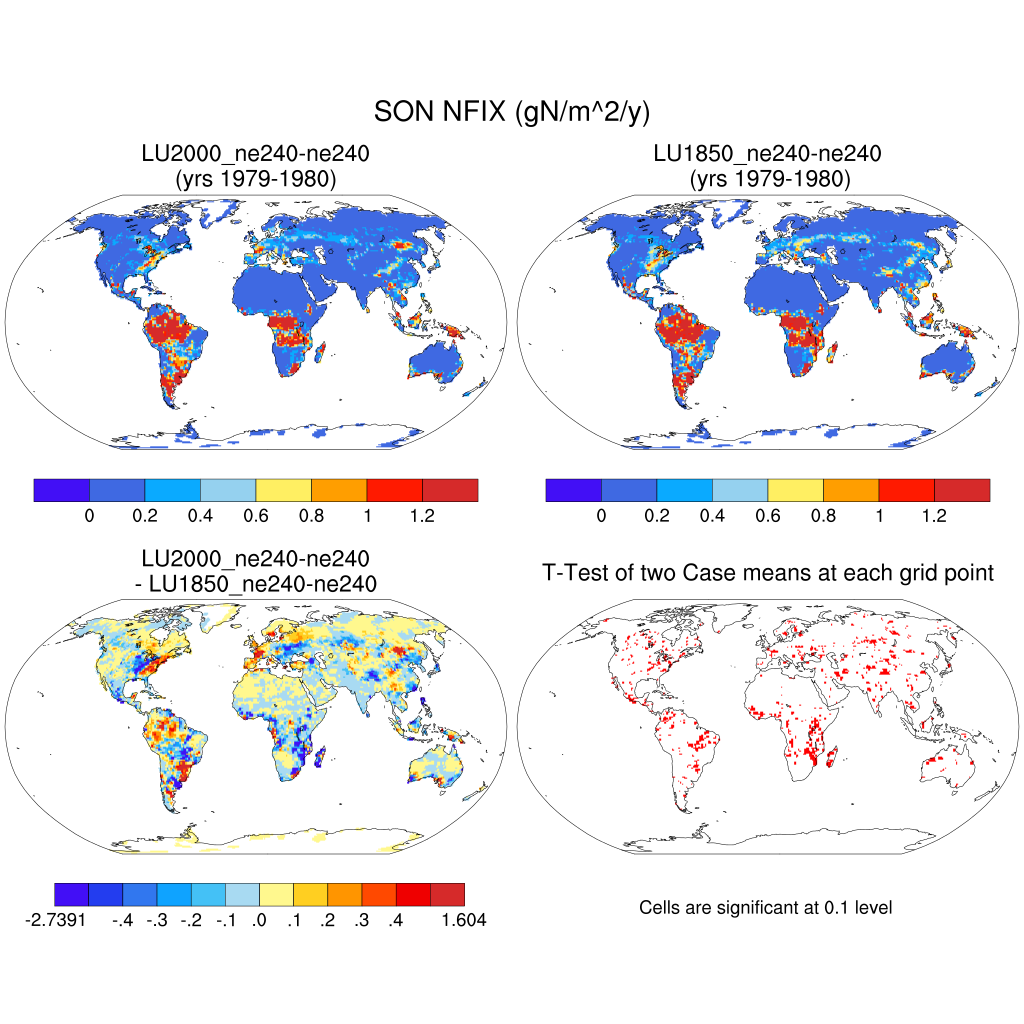 SON NFIX (gN/m^2/y)
LU2000_ne240-ne240
(yrs 1979-1980)
LU1850_ne240-ne240
(yrs 1979-1980)
0 0.2 0.4 0.6 0.8 1 1.2
0 0.2 0.4 0.6 0.8 1 1.2
LU2000_ne240-ne240
- LU1850_ne240-ne240
T-Test of two Case means at each grid point
-2.7391 -.4 -.3 -.2 -.1 .0 .1 .2 .3 .4 1.604
Cells are significant at 0.1 level